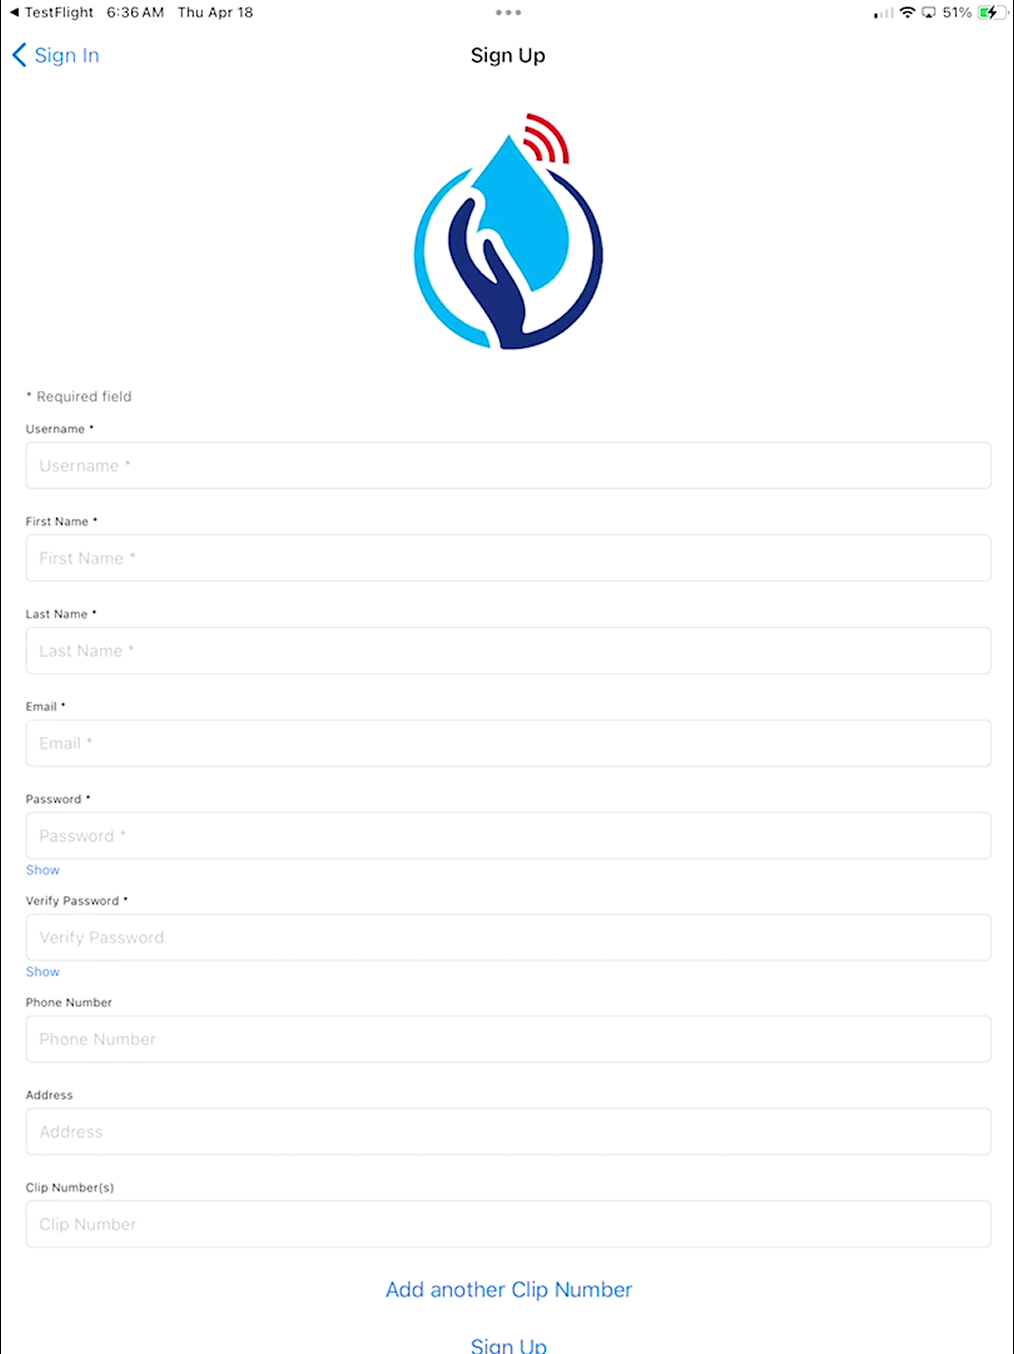 ◀ TestFlight 6:36 AM Thu Apr 18 51%
Sign In
Sign Up
* Required field
Username *
Username *
First Name *
First Name *
Last Name *
Last Name *
Email *
Email *
Password *
Password *
Show
Verify Password *
Verify Password
Show
Phone Number
Phone Number
Address
Address
Clip Number(s)
Clip Number
Add another Clip Number
Sign Up